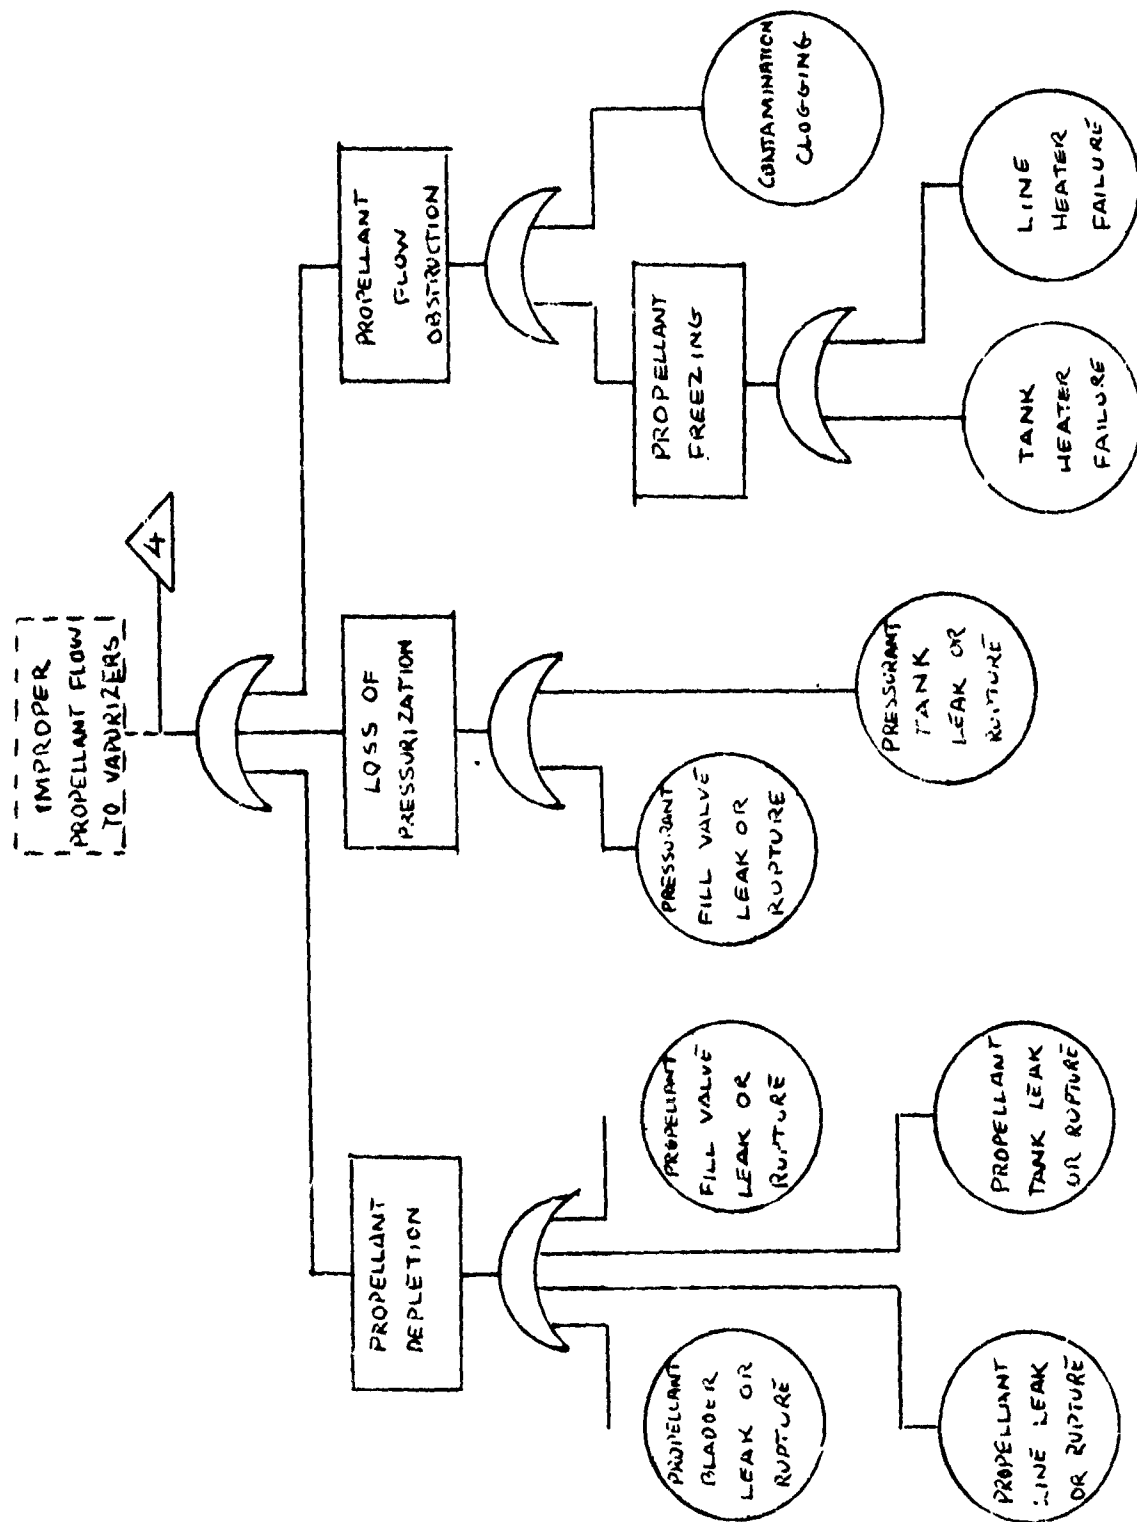 IMPROPER
PROPELLANT FLOW
TO VAPORIZERS
4
PROPELLANT
DEPLETION
LOSS OF
PRESSURIZATION
PROPELLANT
FLOW
OBSTRUCTION
PROPELLANT
BLADDER
LEAK OR
RUPTURE
PROPELLANT
FILL VALVE
LEAK OR
RUPTURE
PRESSURANT
FILL VALVE
LEAK OR
RUPTURE
PROPELLANT
FREEZING
CONTAMINATION
CLOGGING
PROPELLANT
LINE LEAK
OR RUPTURE
PROPELLANT
TANK LEAK
OR RUPTURE
PRESSURANT
TANK
LEAK OR
RUPTURE
TANK
HEATER
FAILURE
LINE
HEATER
FAILURE